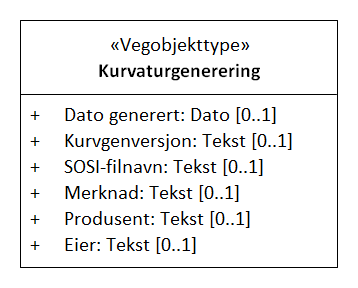 «Vegobjekttype»
Kurvaturgenerering
+ Dato generert: Dato [0..1]
+ Kurvgenversjon: Tekst [0..1]
+ SOSI-filnavn: Tekst [0..1]
+ Merknad: Tekst [0..1]
+ Produsent: Tekst [0..1]
+ Eier: Tekst [0..1]